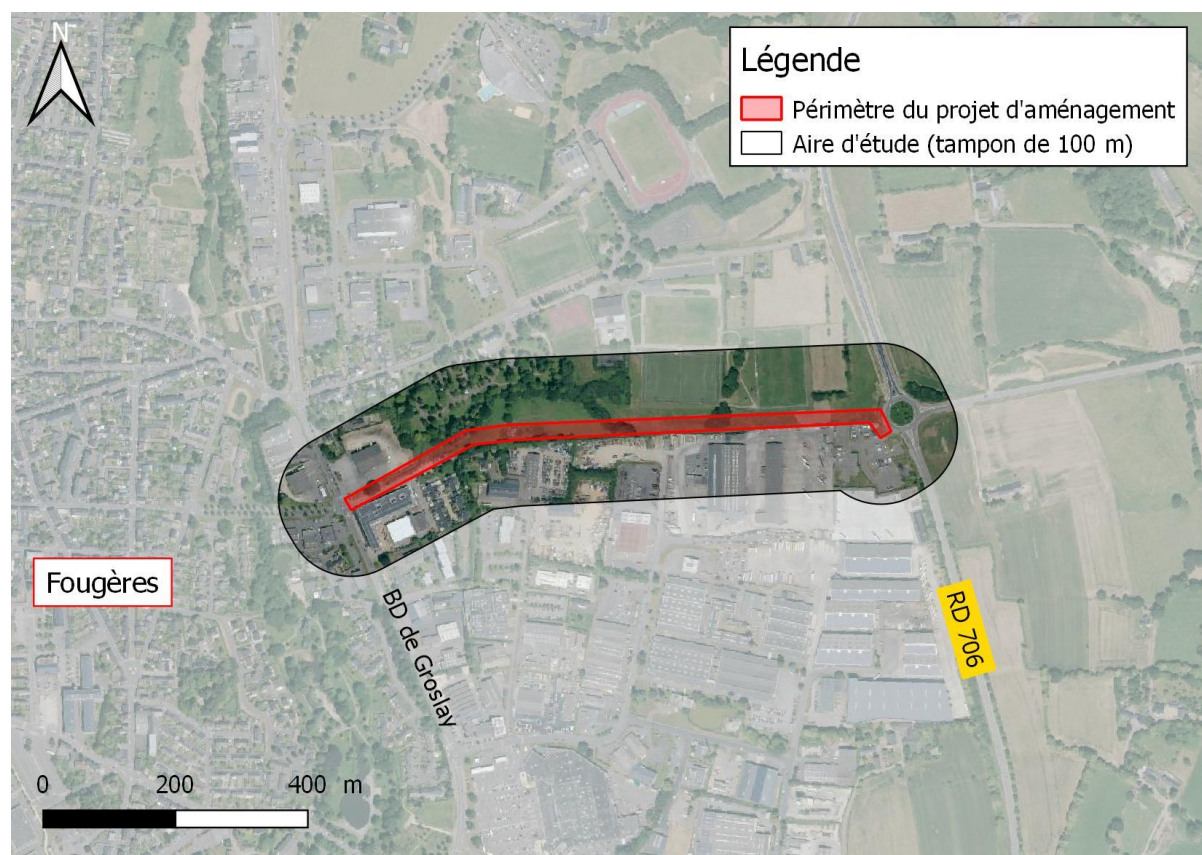 N
Légende
Périmètre du projet d'aménagement
Aire d'étude (tampon de 100 m)
Fougères
BD de Groslay
RD 706
0 200 400 m